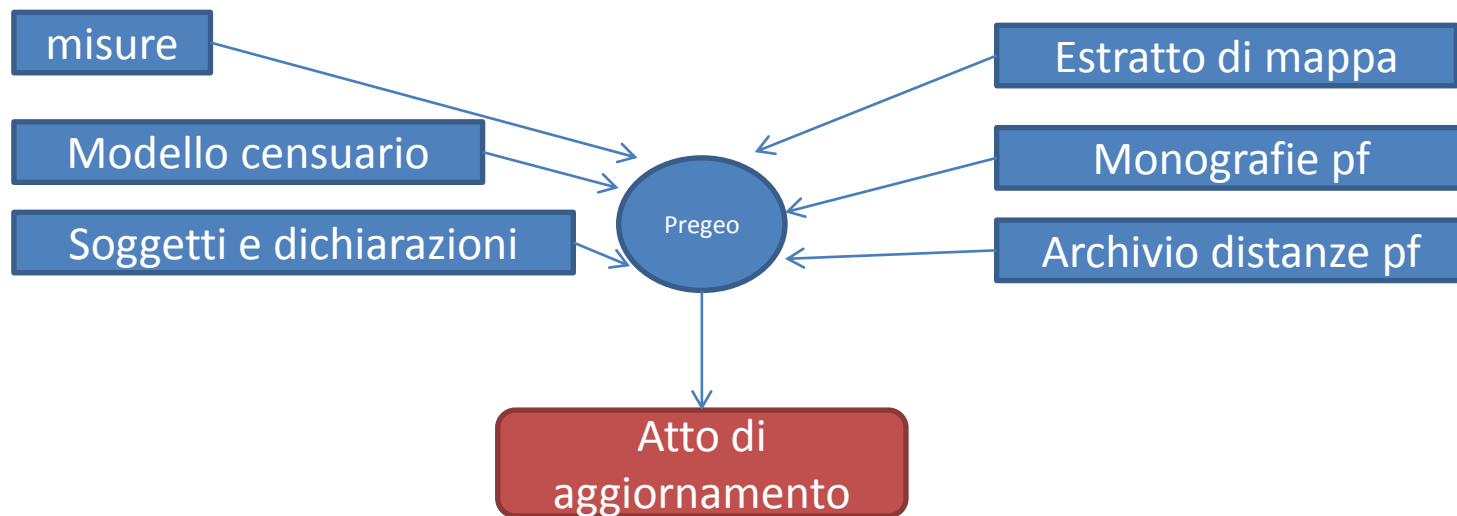 misure
Modello censuario
Soggetti e dichiarazioni
Pregeo
Estratto di mappa
Monografie pf
Archivio distanze pf
Atto di
aggiornamento